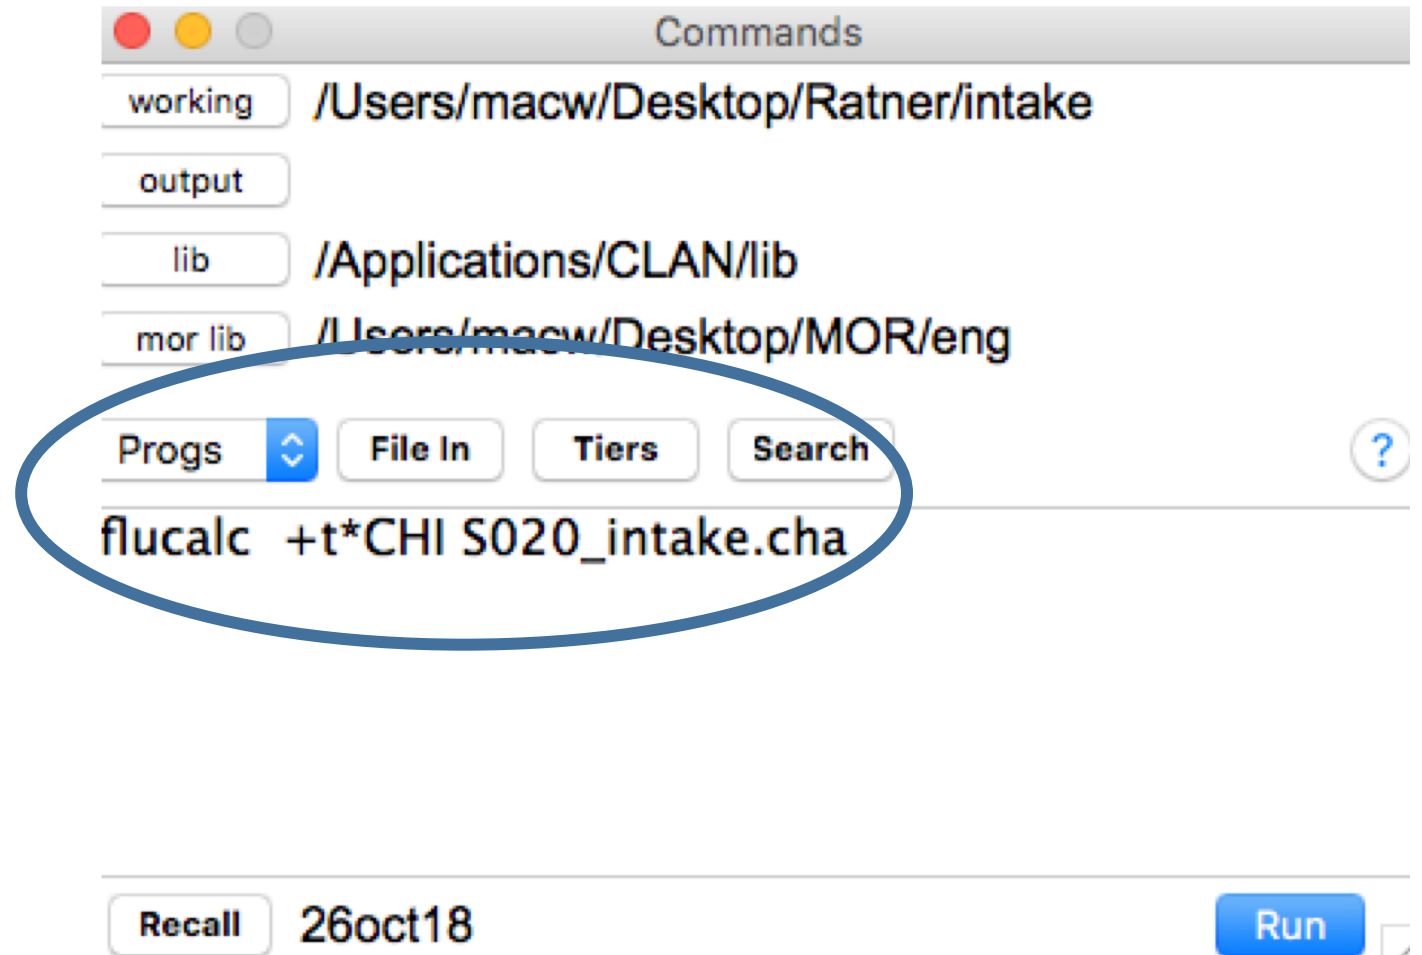 Commands
working /Users/macw/Desktop/Ratner/intake
output
lib /Applications/CLAN/lib
mor lib /Users/macw/Desktop/MOR/eng
Progs File In Tiers Search ?
flucalc +t*CHI S020_intake.cha
Recall 26oct18 Run